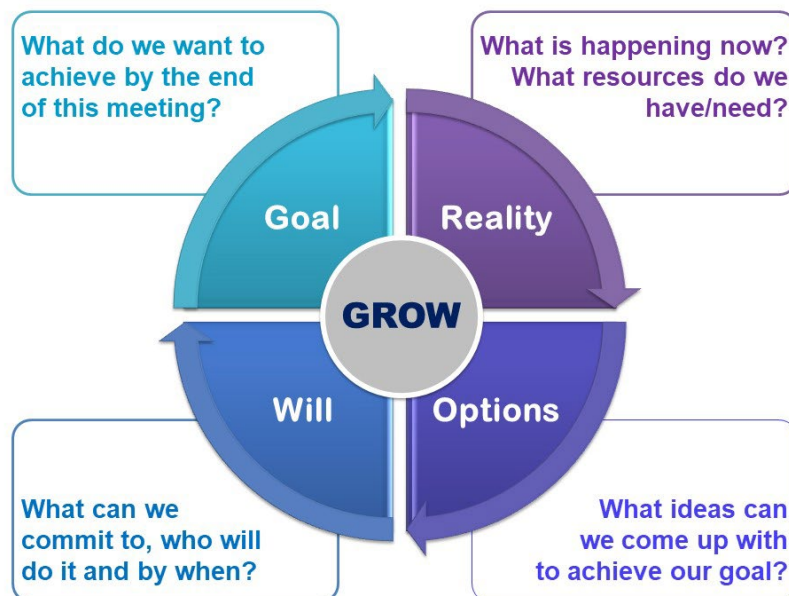 What do we want to
achieve by the end
of this meeting?
What is happening now?
What resources do we
have/need?
Goal
Reality
GROW
Will
Options
What can we
commit to, who will
do it and by when?
What ideas can
we come up with
to achieve our goal?